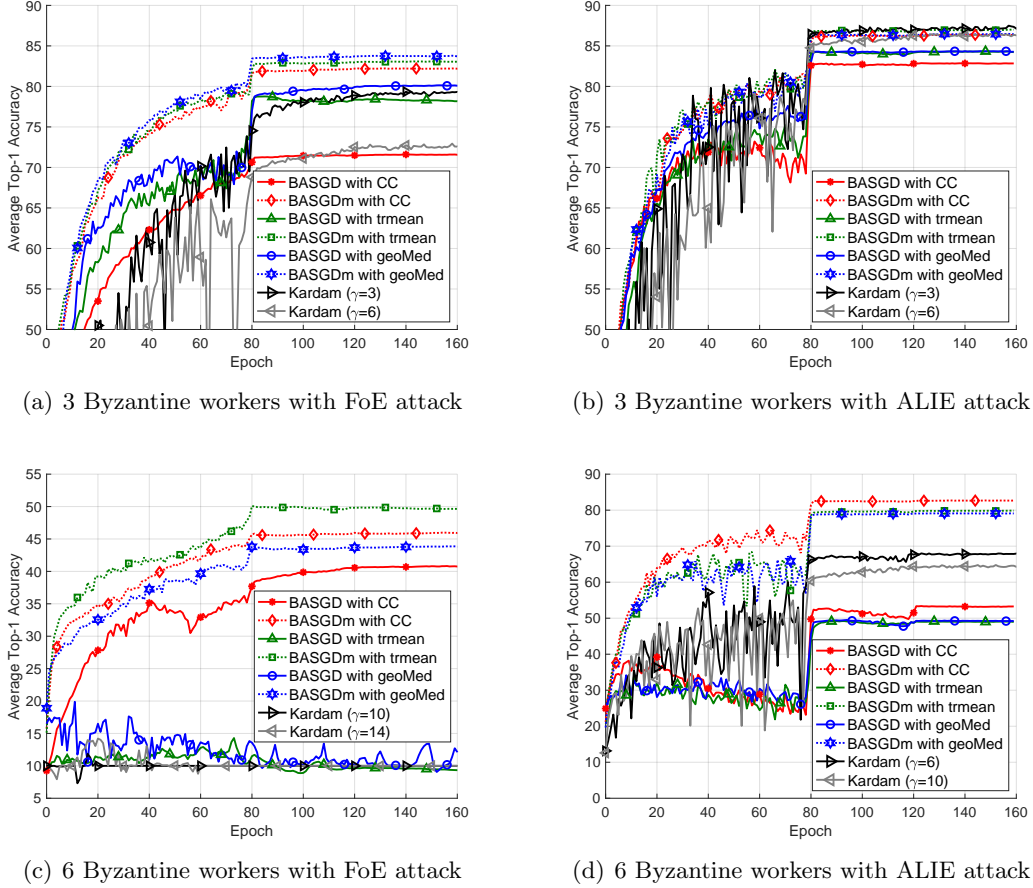 90
85
80
75
70
65
60
55
50
Average Top-1 Accuracy
BASGD with CC
BASGDm with CC
BASGD with trmean
BASGDm with trmean
BASGD with geoMed
BASGDm with geoMed
Kardam (γ=3)
Kardam (γ=6)
0 20 40 60 80 100 120 140 160
Epoch
(a) 3 Byzantine workers with FoE attack
90
85
80
75
70
65
60
55
50
Average Top-1 Accuracy
BASGD with CC
BASGDm with CC
BASGD with trmean
BASGDm with trmean
BASGD with geoMed
BASGDm with geoMed
Kardam (γ=3)
Kardam (γ=6)
0 20 40 60 80 100 120 140 160
Epoch
(b) 3 Byzantine workers with ALIE attack
55
50
45
40
35
30
25
20
15
10
5
Average Top-1 Accuracy
BASGD with CC
BASGDm with CC
BASGD with trmean
BASGDm with trmean
BASGD with geoMed
BASGDm with geoMed
Kardam (γ=10)
Kardam (γ=14)
0 20 40 60 80 100 120 140 160
Epoch
(c) 6 Byzantine workers with FoE attack
90
80
70
60
50
40
30
20
10
0
Average Top-1 Accuracy
BASGD with CC
BASGDm with CC
BASGD with trmean
BASGDm with trmean
BASGD with geoMed
BASGDm with geoMed
Kardam (γ=6)
Kardam (γ=10)
0 20 40 60 80 100 120 140 160
Epoch
(d) 6 Byzantine workers with ALIE attack